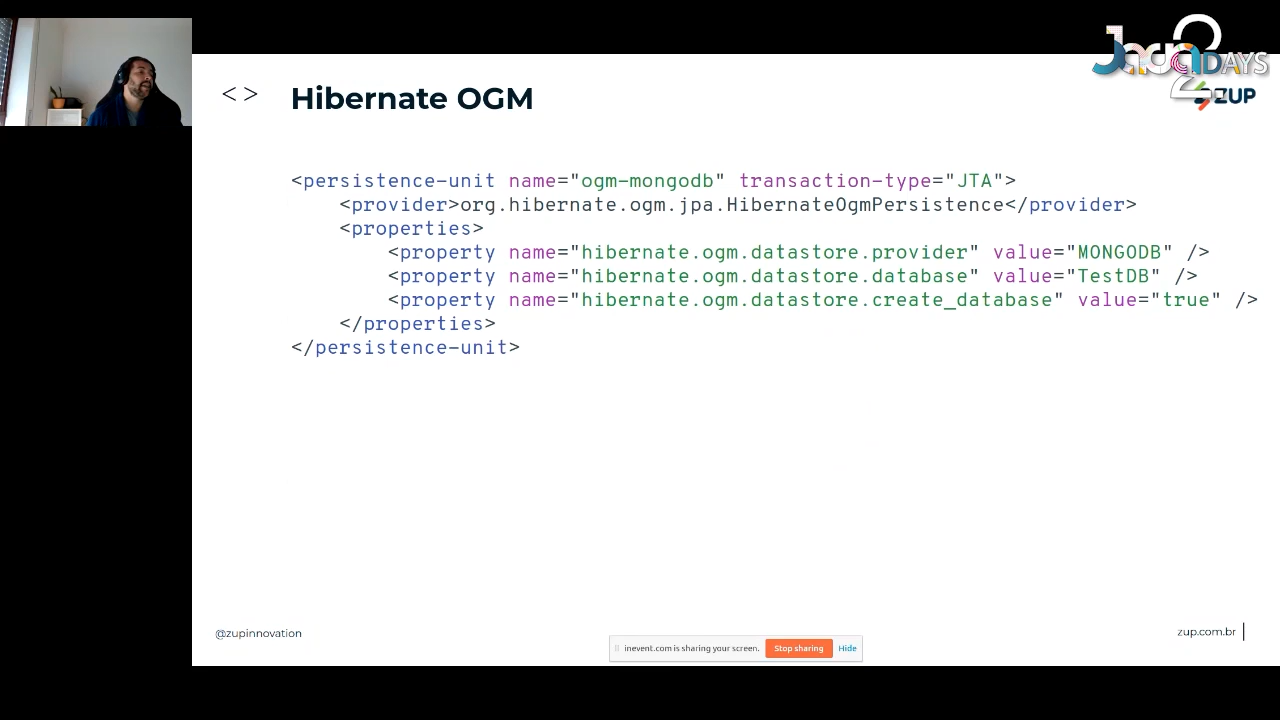 < > Hibernate OGM
Java2Days
ZUP
<persistence-unit name="ogm-mongodb" transaction-type="JTA">
    <provider>org.hibernate.ogm.jpa.HibernateOgmPersistence</provider>
    <properties>
        <property name="hibernate.ogm.datastore.provider" value="MONGODB" />
        <property name="hibernate.ogm.datastore.database" value="TestDB" />
        <property name="hibernate.ogm.datastore.create_database" value="true" />
    </properties>
</persistence-unit>
@zupinnovation
inevent.com is sharing your screen. Stop sharing Hide
zup.com.br